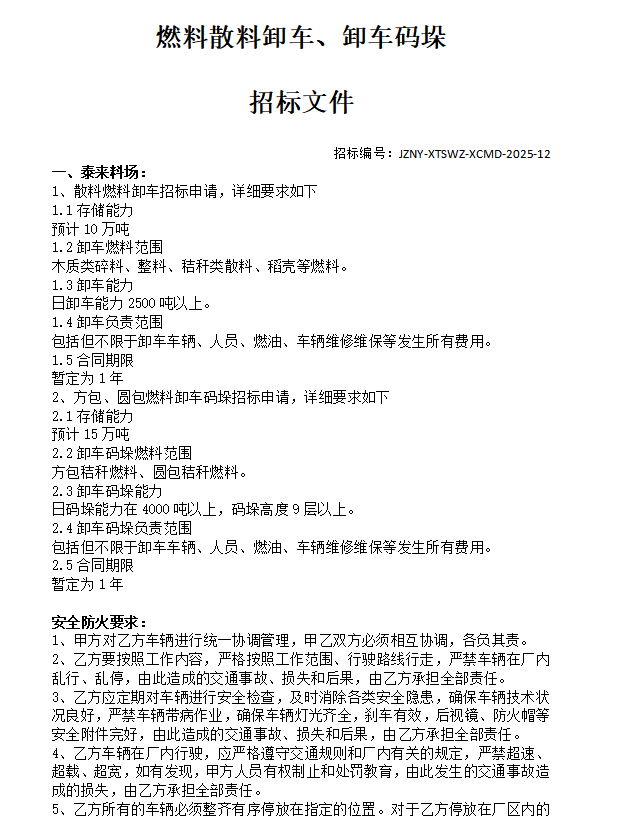 燃料散料卸车、卸车码垛
招标文件
招标编号：JZNY-XTSWZ-XCMD-2025-12
一、泰来料场：
1、散料燃料卸车招标申请，详细要求如下
1.1 存储能力
预计 10 万吨
1.2 卸车燃料范围
木质类碎料、整料、秸秆类散料、稻壳等燃料。
1.3 卸车能力
日卸车能力 2500 吨以上。
1.4 卸车负责范围
包括但不限于卸车车辆、人员、燃油、车辆维修维保等发生所有费用。
1.5 合同期限
暂定为 1 年
2、方包、圆包燃料卸车码垛招标申请，详细要求如下
2.1 存储能力
预计 15 万吨
2.2 卸车码垛燃料范围
方包秸秆燃料、圆包秸秆燃料。
2.3 卸车码垛能力
日码垛能力在 4000 吨以上，码垛高度 9 层以上。
2.4 卸车码垛负责范围
包括但不限于卸车车辆、人员、燃油、车辆维修维保等发生所有费用。
2.5 合同期限
暂定为 1 年
安全防火要求：
1、甲方对乙方车辆进行统一协调管理，甲乙双方必须相互协调，各负其责。
2、乙方要按照工作内容，严格按照工作范围、行驶路线行走，严禁车辆在厂内
乱行、乱停，由此造成的交通事故、损失和后果，由乙方承担全部责任。
3、乙方应定期对车辆进行安全检查，及时消除各类安全隐患，确保车辆技术状
况良好，严禁车辆带病作业，确保车辆灯光齐全，刹车有效，后视镜、防火帽等
安全附件完好，由此造成的交通事故、损失和后果，由乙方承担全部责任。
4、乙方车辆在厂内行驶，应严格遵守交通规则和厂内有关的规定，严禁超速、
超载、超宽，如有发现，甲方人员有权制止和处罚教育，由此发生的交通事故造
成的损失，由乙方承担全部责任。
5、乙方所有的车辆必须整齐有序停放在指定的位置。对于乙方停放在厂区内的